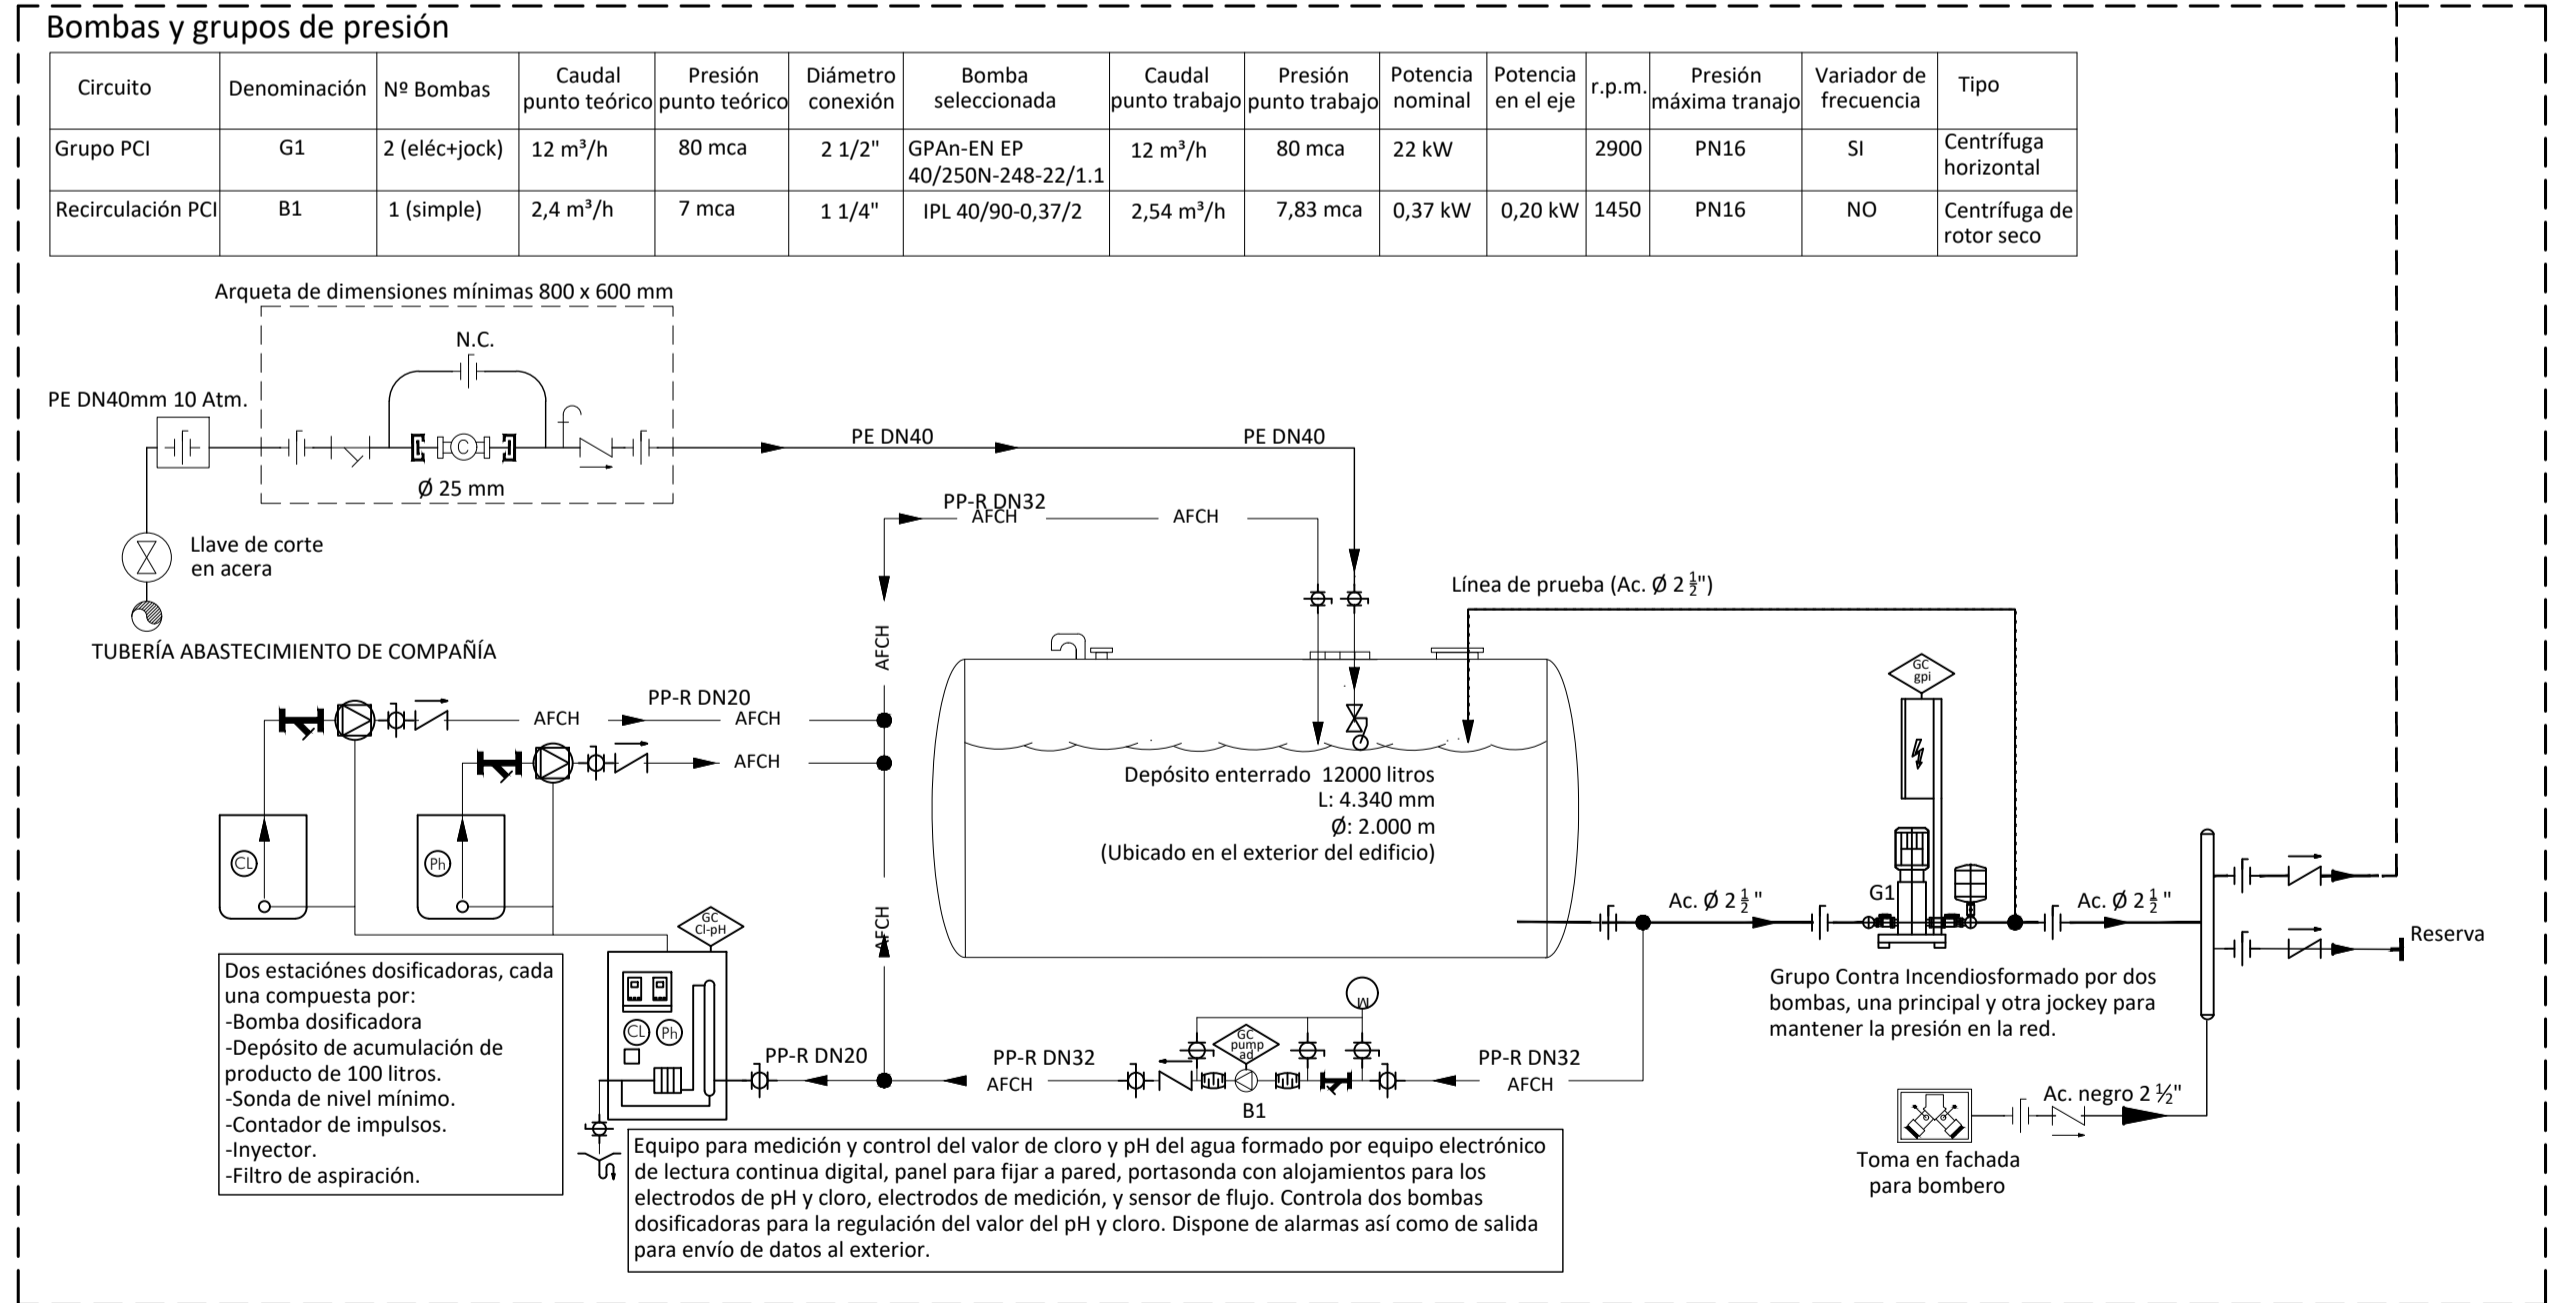 Bombas y grupos de presión
Circuito Denominación Nº Bombas Caudal punto teórico Presión punto teórico Diámetro conexión Bomba seleccionada Caudal punto trabajo Presión punto trabajo Potencia nominal Potencia en el eje r.p.m. Presión máxima tranajo Variador de frecuencia Tipo
Grupo PCI G1 2 (eléc+jock) 12 m³/h 80 mca 2 1/2" GPAn-EN EP 40/250N-248-22/1.1 12 m³/h 80 mca 22 kW 2900 PN16 SI Centrífuga horizontal
Recirculación PCI B1 1 (simple) 2,4 m³/h 7 mca 1 1/4" IPL 40/90-0,37/2 2,54 m³/h 7,83 mca 0,37 kW 0,20 kW 1450 PN16 NO Centrífuga de rotor seco
Arqueta de dimensiones mínimas 800 x 600 mm
N.C.
PE DN40mm 10 Atm.
C
Ø 25 mm
PE DN40
PE DN40
PP-R DN32
AFCH
AFCH
Llave de corte
en acera
TUBERÍA ABASTECIMIENTO DE COMPAÑÍA
Línea de prueba (Ac. Ø 2 ½")
AFCH
PP-R DN20
AFCH
AFCH
AFCH
GC
gpi
Depósito enterrado 12000 litros
L: 4.340 mm
Ø: 2.000 m
(Ubicado en el exterior del edificio)
CL
Ph
AFCH
GC
Cl-pH
G1
Ac. Ø 2 ½"
Ac. Ø 2 ½"
Reserva
Dos estaciónes dosificadoras, cada
una compuesta por:
-Bomba dosificadora
-Depósito de acumulación de
producto de 100 litros.
-Sonda de nivel mínimo.
-Contador de impulsos.
-Inyector.
-Filtro de aspiración.
CL
Ph
PP-R DN20
PP-R DN32
AFCH
GC
pump
ad
M
B1
PP-R DN32
AFCH
Grupo Contra Incendiosformado por dos
bombas, una principal y otra jockey para
mantener la presión en la red.
Ac. negro 2 ½"
Toma en fachada
para bombero
Equipo para medición y control del valor de cloro y pH del agua formado por equipo electrónico
de lectura continua digital, panel para fijar a pared, portasonda con alojamientos para los
electrodos de pH y cloro, electrodos de medición, y sensor de flujo. Controla dos bombas
dosificadoras para la regulación del valor del pH y cloro. Dispone de alarmas así como de salida
para envío de datos al exterior.